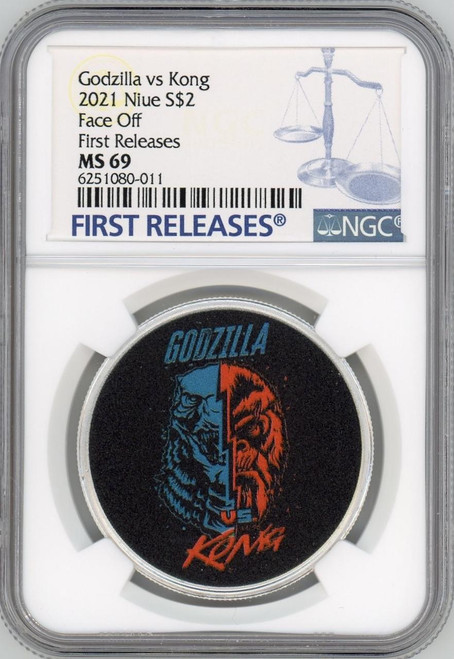 Godzilla vs Kong
2021 Niue S$2
Face Off
First Releases
MS 69
6251080-011
FIRST RELEASES®
NGC®
GODZILLA
VS
KONG